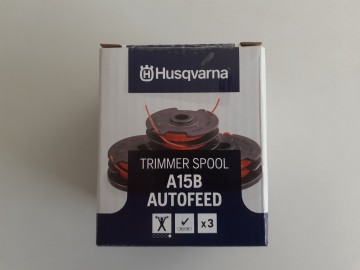 Husqvarna
TRIMMER SPOOL
A15B
AUTOFEED
x3